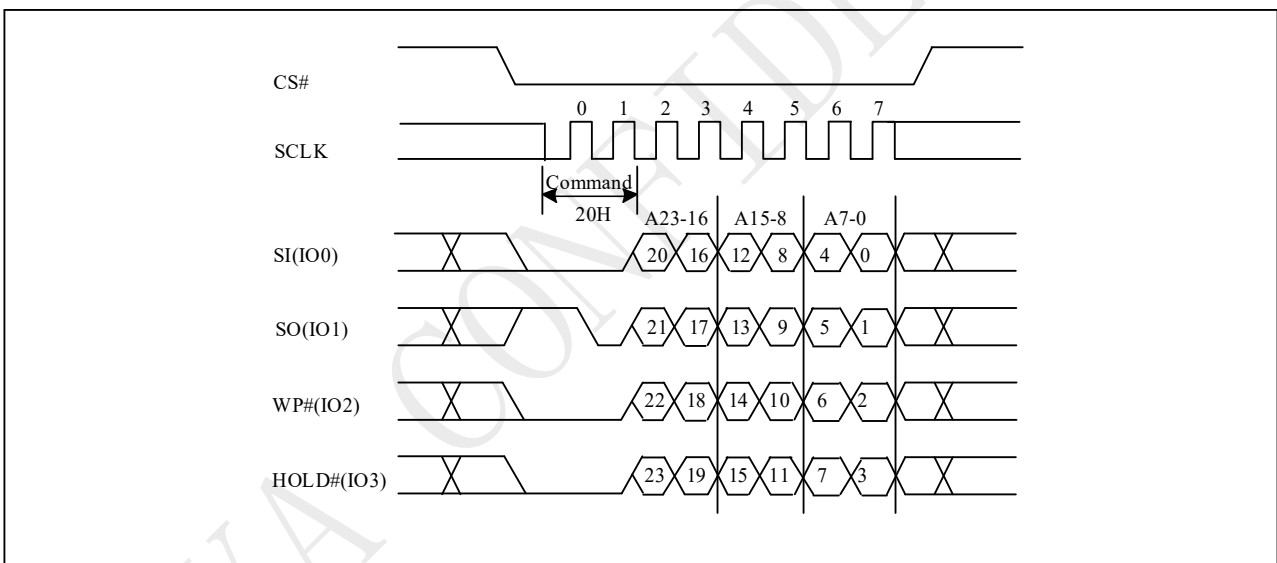 CS#
0 1 2 3 4 5 6 7
SCLK
Command
20H
A23-16 A15-8 A7-0
SI(IO0) 20 16 12 8 4 0
SO(IO1) 21 17 13 9 5 1
WP#(IO2) 22 18 14 10 6 2
HOLD#(IO3) 23 19 15 11 7 3